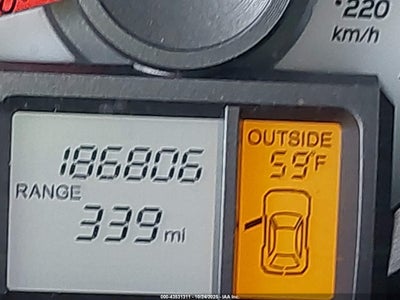 220
km/h
186806
OUTSIDE
59°F
RANGE
339 mi